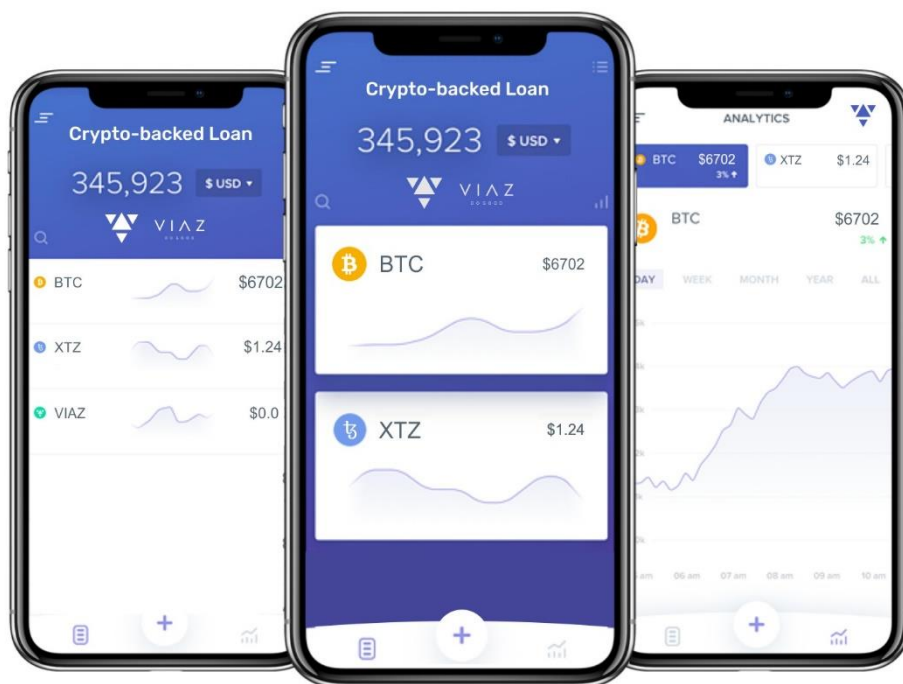 Crypto-backed Loan
345,923 $ USD ▾
VIAZ
BTC $6702
XTZ $1.24
VIAZ $0.0
Crypto-backed Loan
345,923 $ USD ▾
VIAZ
BTC $6702
XTZ $1.24
ANALYTICS
BTC $6702 XTZ $1.24
3%
BTC $6702
3%
DAY WEEK MONTH YEAR ALL
06 am 07 am 08 am 09 am 10 am